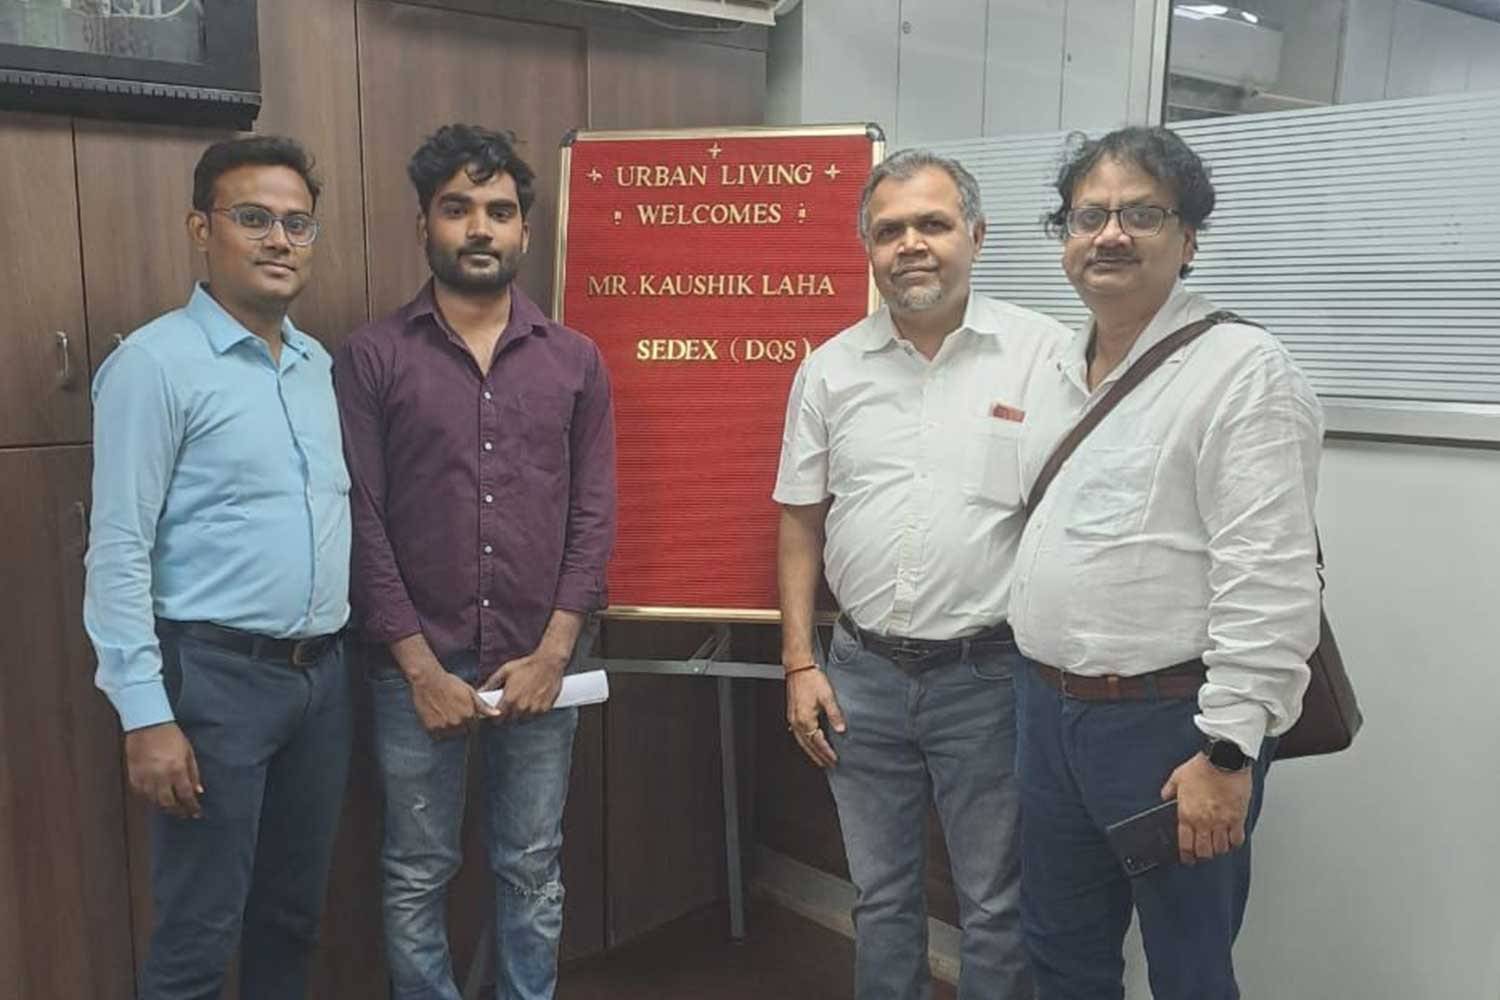 URBAN LIVING
WELCOMES
MR. KAUSHIK LAHA
SEDEX (DQS)